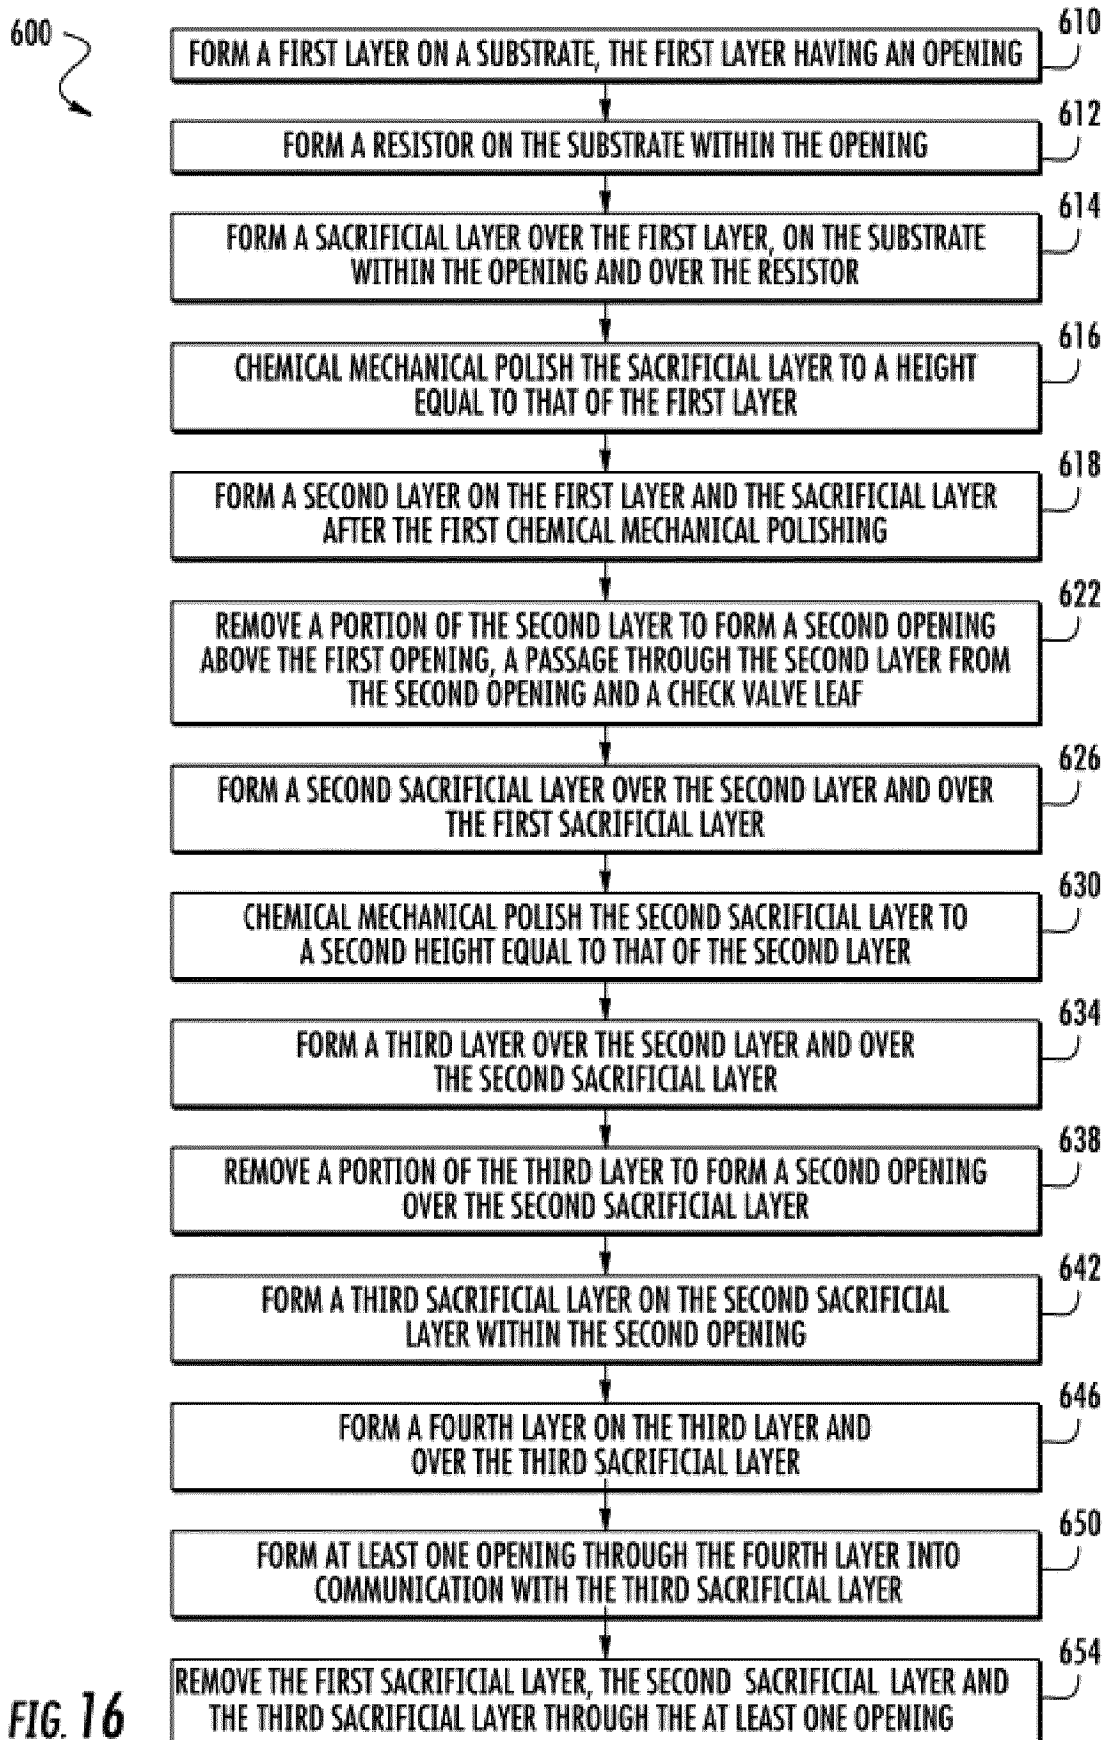 600
610
FORM A FIRST LAYER ON A SUBSTRATE, THE FIRST LAYER HAVING AN OPENING
612
FORM A RESISTOR ON THE SUBSTRATE WITHIN THE OPENING
614
FORM A SACRIFICIAL LAYER OVER THE FIRST LAYER, ON THE SUBSTRATE
WITHIN THE OPENING AND OVER THE RESISTOR
616
CHEMICAL MECHANICAL POLISH THE SACRIFICIAL LAYER TO A HEIGHT
EQUAL TO THAT OF THE FIRST LAYER
618
FORM A SECOND LAYER ON THE FIRST LAYER AND THE SACRIFICIAL LAYER
AFTER THE FIRST CHEMICAL MECHANICAL POLISHING
622
REMOVE A PORTION OF THE SECOND LAYER TO FORM A SECOND OPENING
ABOVE THE FIRST OPENING, A PASSAGE THROUGH THE SECOND LAYER FROM
THE SECOND OPENING AND A CHECK VALVE LEAF
626
FORM A SECOND SACRIFICIAL LAYER OVER THE SECOND LAYER AND OVER
THE FIRST SACRIFICIAL LAYER
630
CHEMICAL MECHANICAL POLISH THE SECOND SACRIFICIAL LAYER TO
A SECOND HEIGHT EQUAL TO THAT OF THE SECOND LAYER
634
FORM A THIRD LAYER OVER THE SECOND LAYER AND OVER
THE SECOND SACRIFICIAL LAYER
638
REMOVE A PORTION OF THE THIRD LAYER TO FORM A SECOND OPENING
OVER THE SECOND SACRIFICIAL LAYER
642
FORM A THIRD SACRIFICIAL LAYER ON THE SECOND SACRIFICIAL
LAYER WITHIN THE SECOND OPENING
646
FORM A FOURTH LAYER ON THE THIRD LAYER AND
OVER THE THIRD SACRIFICIAL LAYER
650
FORM AT LEAST ONE OPENING THROUGH THE FOURTH LAYER INTO
COMMUNICATION WITH THE THIRD SACRIFICIAL LAYER
654
REMOVE THE FIRST SACRIFICIAL LAYER, THE SECOND SACRIFICIAL LAYER AND
THE THIRD SACRIFICIAL LAYER THROUGH THE AT LEAST ONE OPENING
FIG. 16